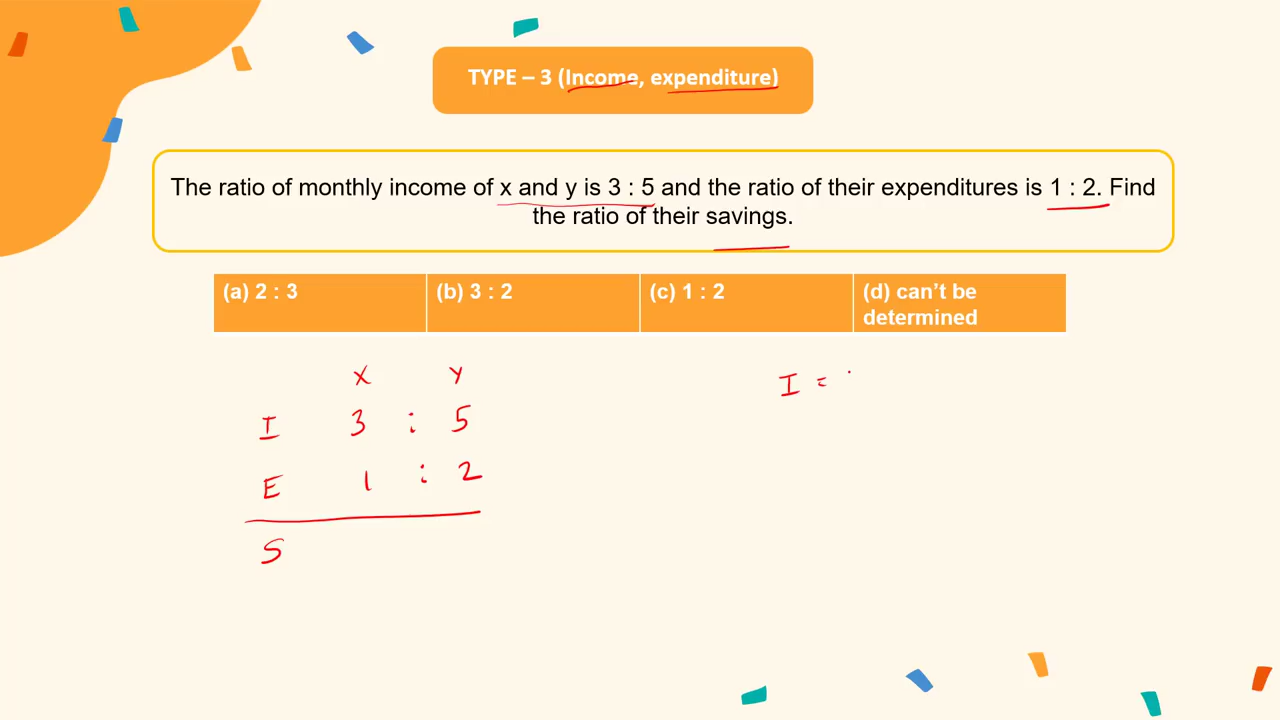 TYPE – 3 (Income, expenditure)
The ratio of monthly income of x and y is 3 : 5 and the ratio of their expenditures is 1 : 2. Find
the ratio of their savings.
(a) 2 : 3 (b) 3 : 2 (c) 1 : 2 (d) can't be
determined
X Y
I 3 : 5
E 1 : 2
S
I =